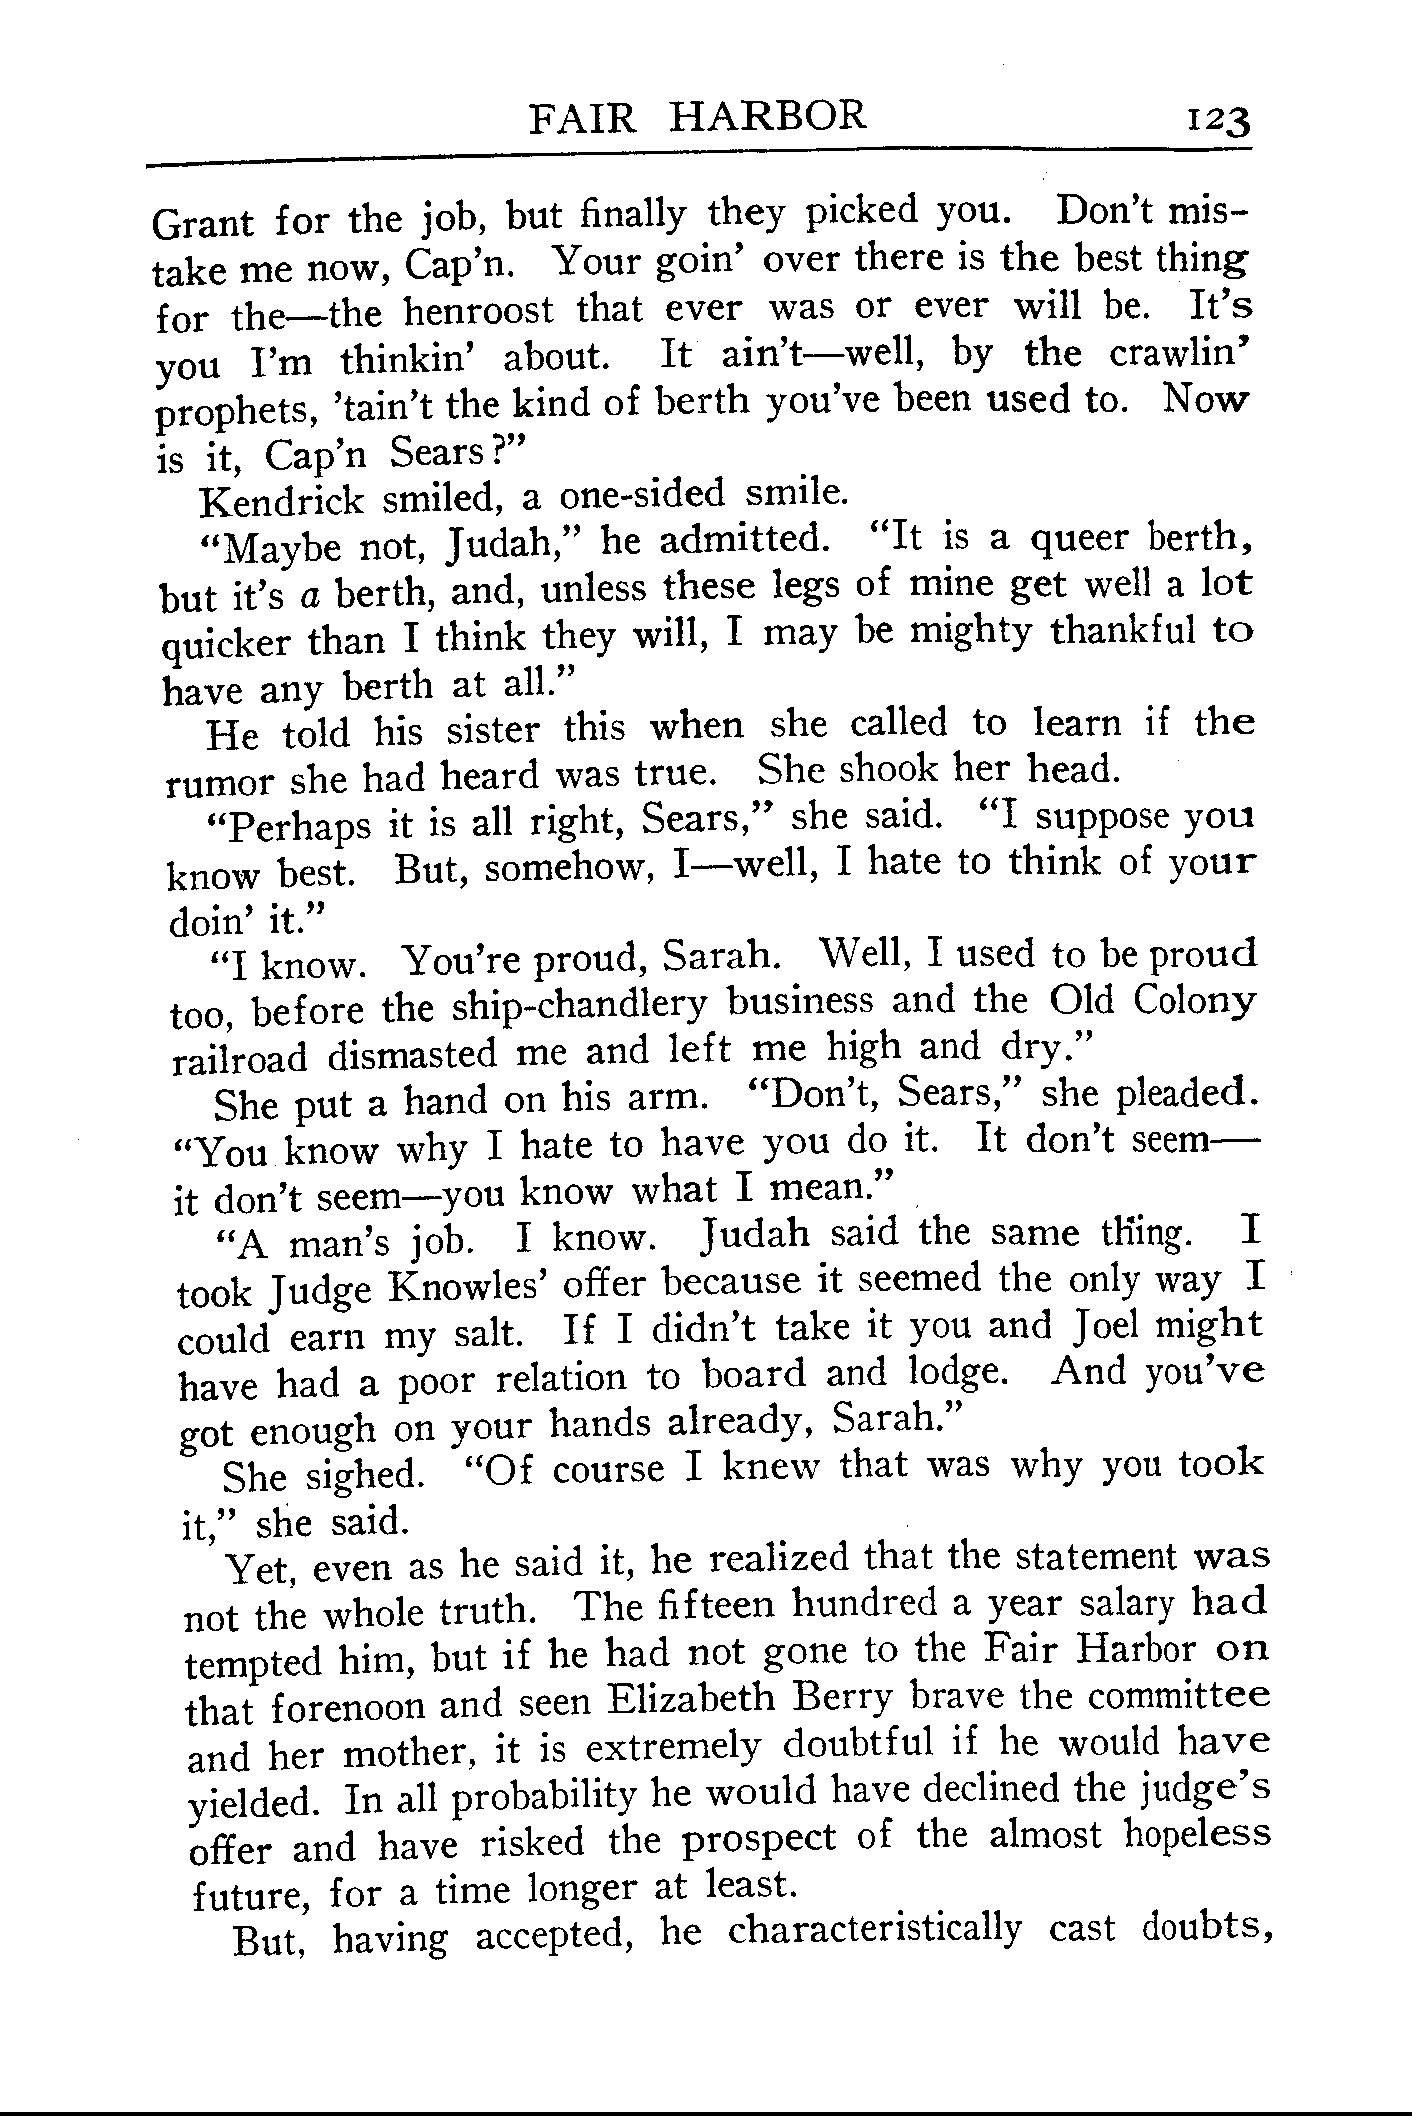 FAIR HARBOR 123
Grant for the job, but finally they picked you. Don't mis-
take me now, Cap'n. Your goin' over there is the best thing
for the—the henroost that ever was or ever will be. It's
you I'm thinkin' about. It ain't—well, by the crawlin'
prophets, 'tain't the kind of berth you've been used to. Now
is it, Cap'n Sears?”
Kendrick smiled, a one-sided smile.
“Maybe not, Judah,” he admitted. “It is a queer berth,
but it's a berth, and, unless these legs of mine get well a lot
quicker than I think they will, I may be mighty thankful to
have any berth at all.”
He told his sister this when she called to learn if the
rumor she had heard was true. She shook her head.
“Perhaps it is all right, Sears,” she said. “I suppose you
know best. But, somehow, I—well, I hate to think of your
doin' it.”
“I know. You're proud, Sarah. Well, I used to be proud
too, before the ship-chandlery business and the Old Colony
railroad dismasted me and left me high and dry.”
She put a hand on his arm. “Don't, Sears,” she pleaded.
“You know why I hate to have you do it. It don't seem—
it don't seem—you know what I mean.”
“A man's job. I know. Judah said the same thing. I
took Judge Knowles' offer because it seemed the only way I
could earn my salt. If I didn't take it you and Joel might
have had a poor relation to board and lodge. And you've
got enough on your hands already, Sarah.”
She sighed. “Of course I knew that was why you took
it,” she said.
Yet, even as he said it, he realized that the statement was
not the whole truth. The fifteen hundred a year salary had
tempted him, but if he had not gone to the Fair Harbor on
that forenoon and seen Elizabeth Berry brave the committee
and her mother, it is extremely doubtful if he would have
yielded. In all probability he would have declined the judge's
offer and have risked the prospect of the almost hopeless
future, for a time longer at least.
But, having accepted, he characteristically cast doubts,